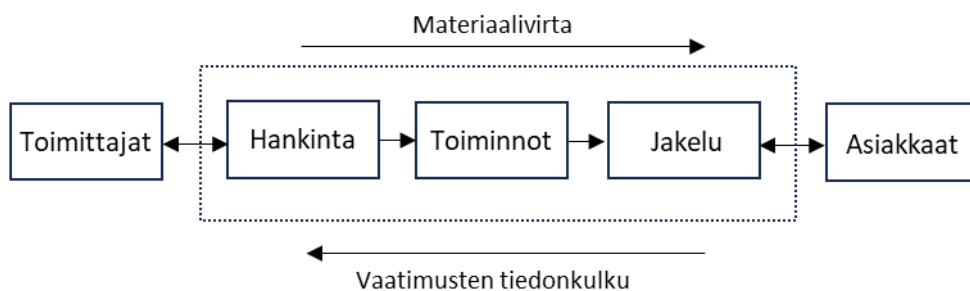 Materiaalivirta
Toimittajat
Hankinta
Toiminnot
Jakelu
Asiakkaat
Vaatimusten tiedonkulku